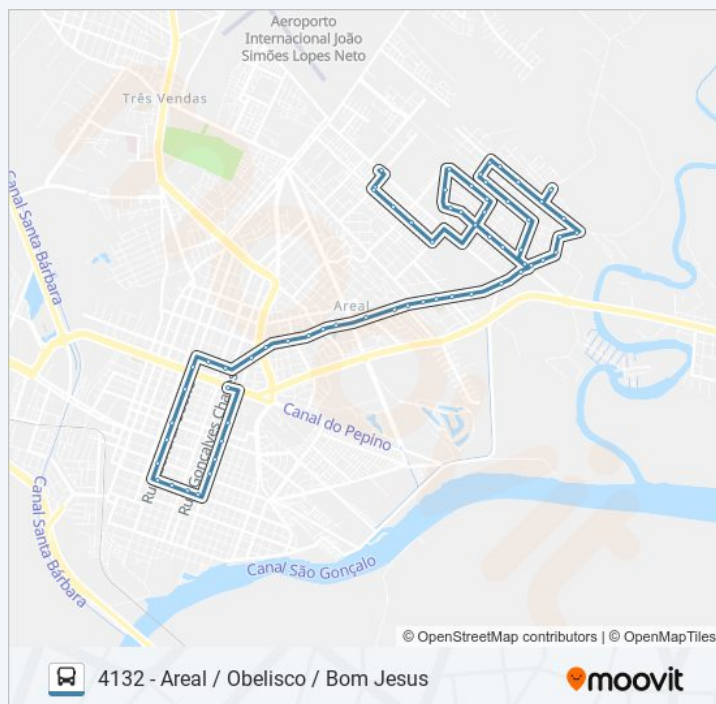 Aeroporto
Internacional João
Simões Lopes Neto
Três Vendas
Canal Santa Bárbara
Areal
Rua Gonçalves Chaves
Canal do Pepino
Canal Santa Bárbara
Canal São Gonçalo
© OpenStreetMap contributors | © OpenMapTiles
4132 - Areal / Obelisco / Bom Jesus
moovit